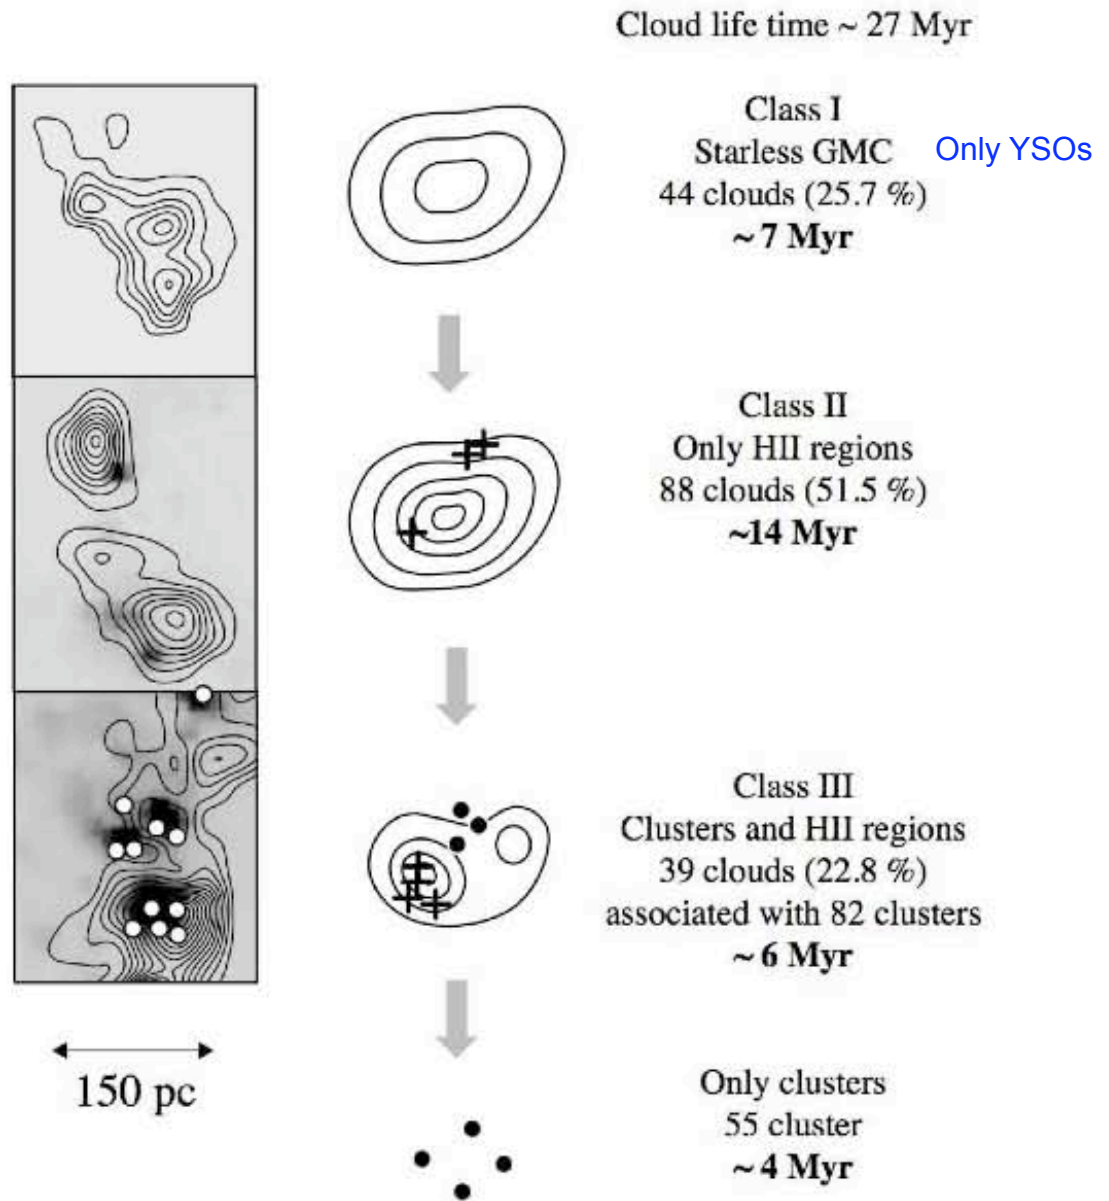 Cloud life time ~ 27 Myr
Class I
Starless GMC
Only YSOs
44 clouds (25.7 %)
~ 7 Myr
Class II
Only HII regions
88 clouds (51.5 %)
~14 Myr
Class III
Clusters and HII regions
39 clouds (22.8 %)
associated with 82 clusters
~ 6 Myr
150 pc
Only clusters
55 cluster
~ 4 Myr